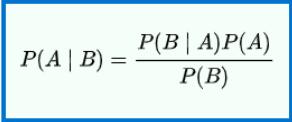 P(A | B) = P(B | A)P(A) / P(B)